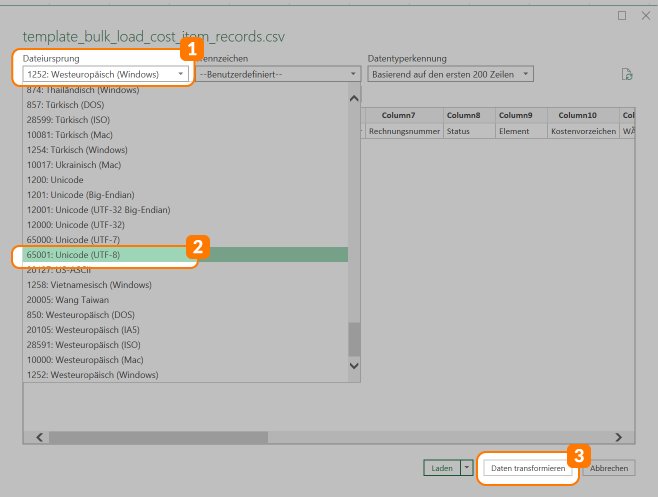 template_bulk_load_cost_item_records.csv
1
Dateiursprung
rennzeichen
Datentyperkennung
1252: Westeuropäisch (Windows)
--Benutzerdefiniert--
Basierend auf den ersten 200 Zeilen
874: Thailändisch (Windows)
857: Türkisch (DOS)
28599: Türkisch (ISO)
10081: Türkisch (Mac)
1254: Türkisch (Windows)
10017: Ukrainisch (Mac)
1200: Unicode
1201: Unicode (Big-Endian)
12001: Unicode (UTF-32 Big-Endian)
12000: Unicode (UTF-32)
65000: Unicode (UTF-7)
65001: Unicode (UTF-8)
2
20127: US-ASCII
1258: Vietnamesisch (Windows)
20005: Wang Taiwan
850: Westeuropäisch (DOS)
20105: Westeuropäisch (IA5)
28591: Westeuropäisch (ISO)
10000: Westeuropäisch (Mac)
1252: Westeuropäisch (Windows)
Column7 Column8 Column9 Column10 Col
Rechnungsnummer Status Element Kostenvorzeichen WÄ
3
Laden
Daten transformieren
Abbrechen